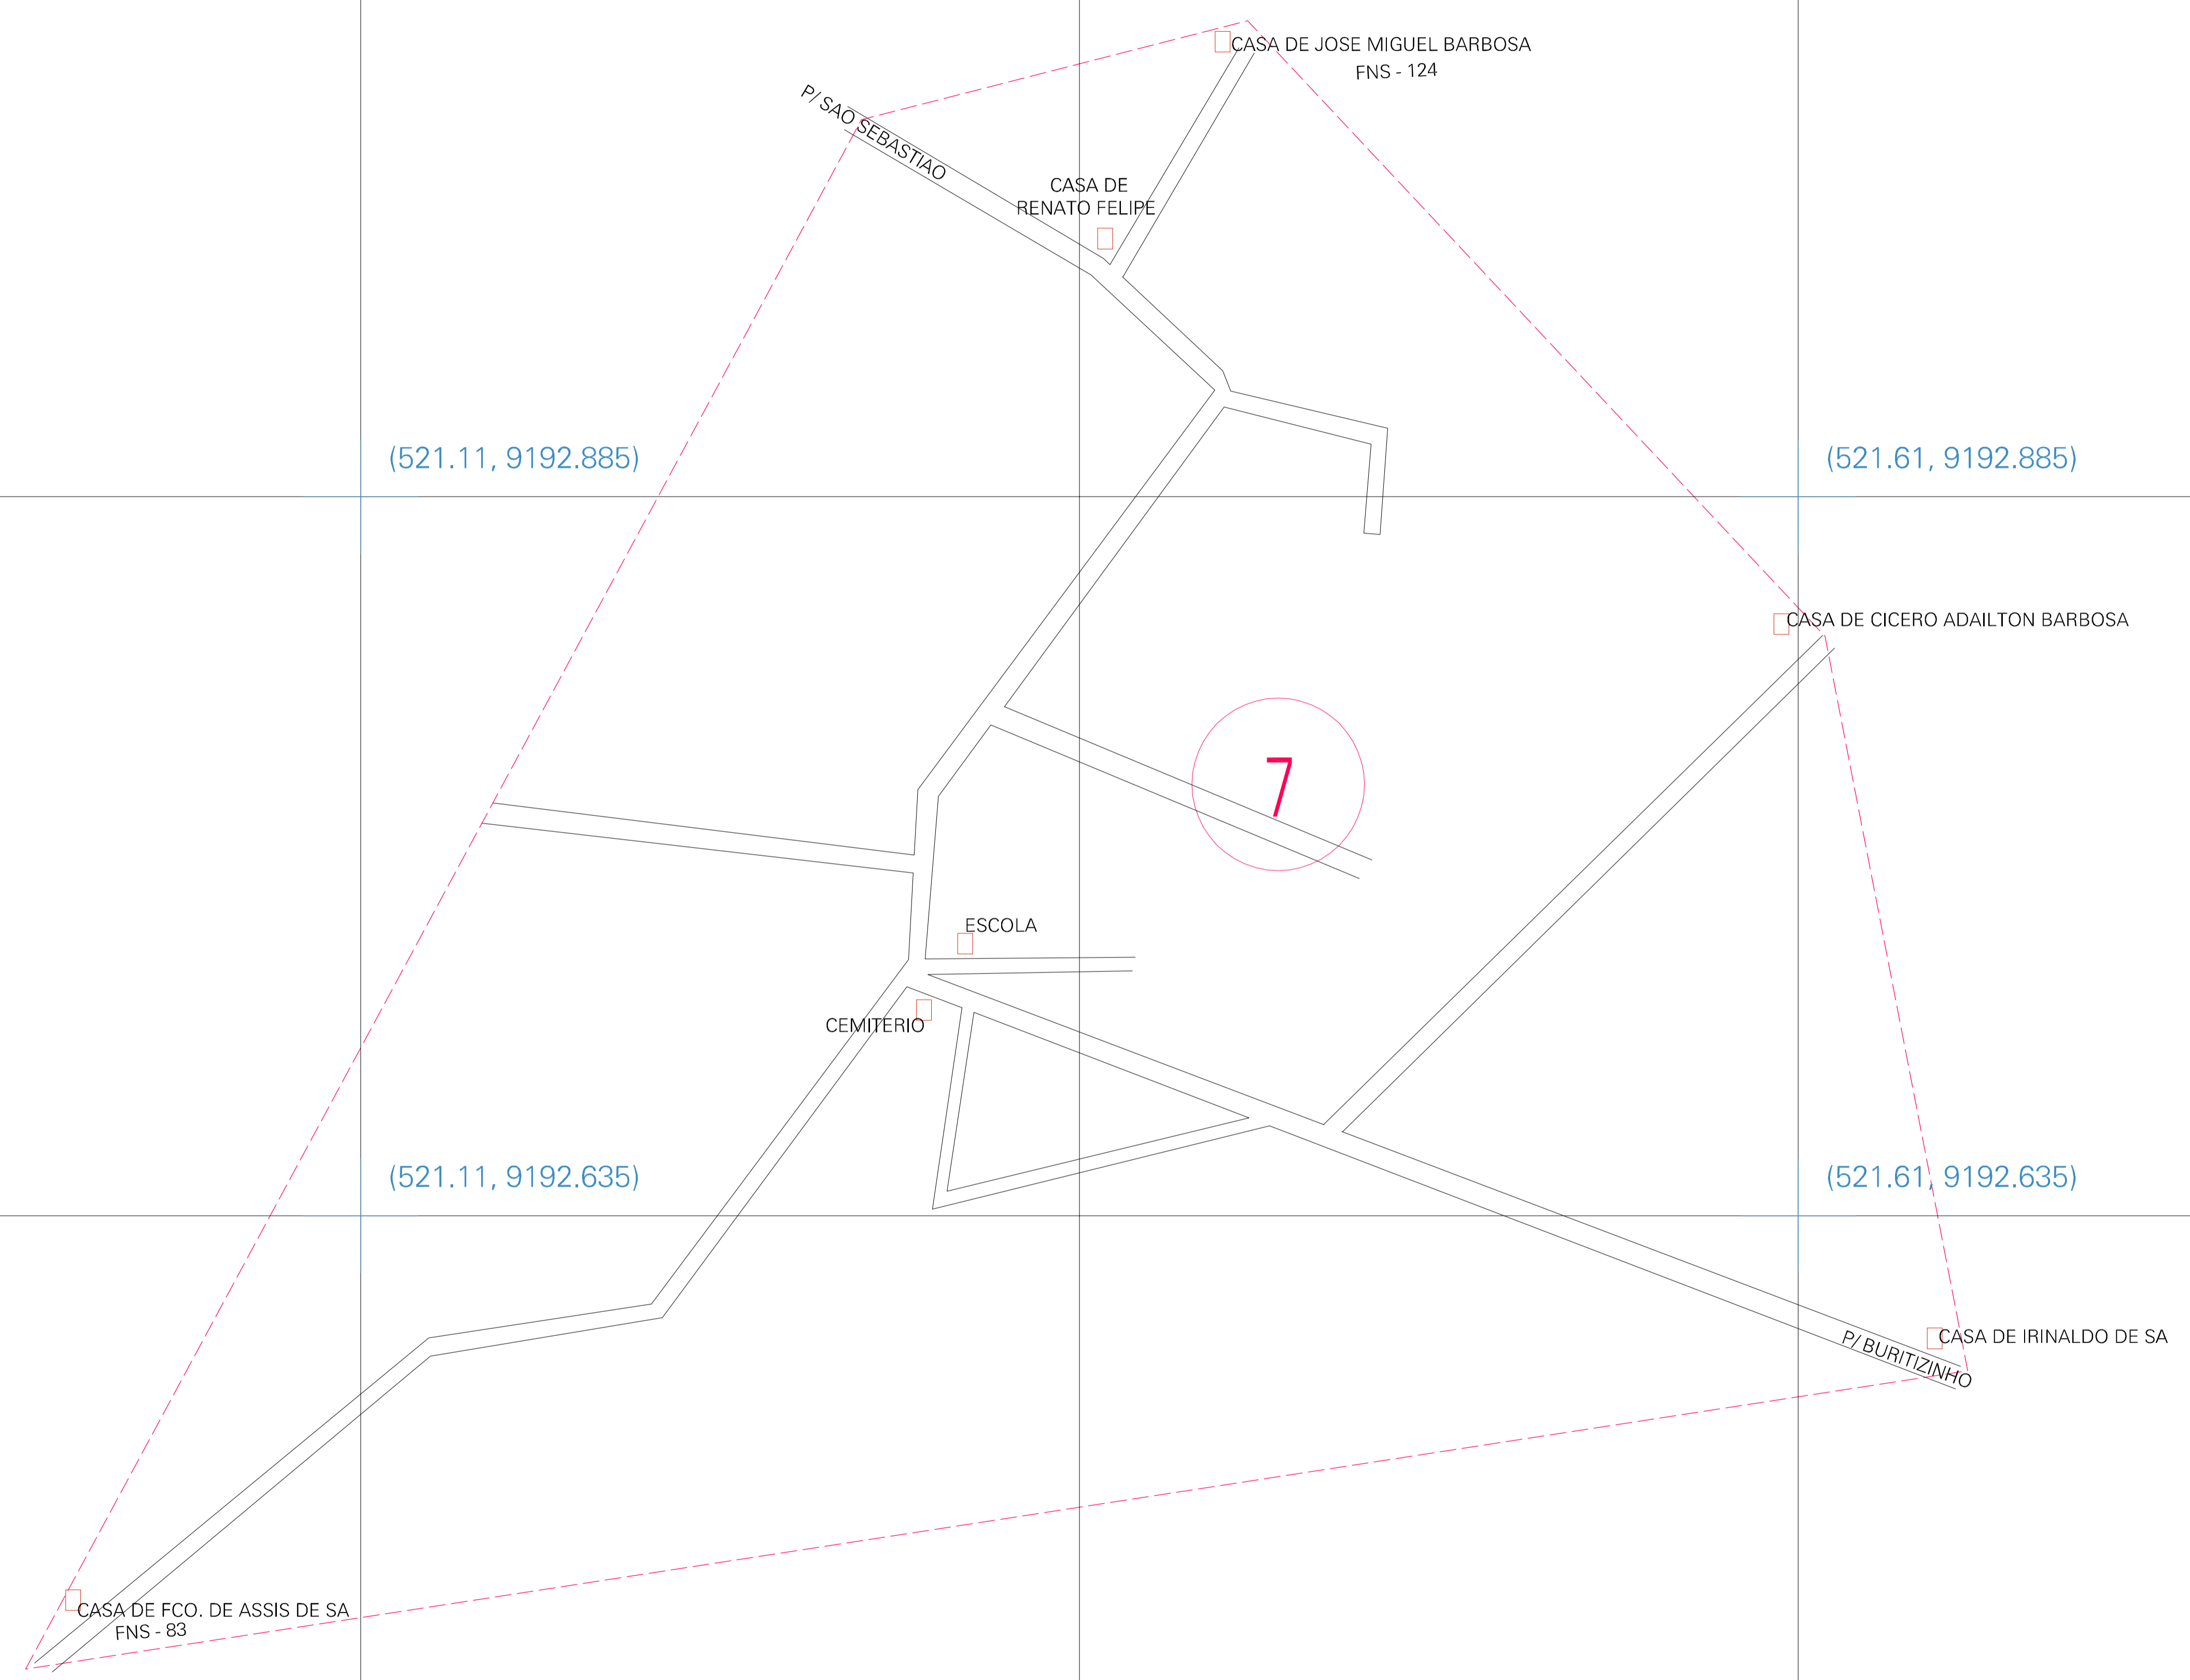 CASA DE JOSE MIGUEL BARBOSA
FNS - 124
P/ SAO SEBASTIAO
CASA DE
RENATO FELIPE
(521.11, 9192.885)
(521.61, 9192.885)
CASA DE CICERO ADAILTON BARBOSA
7
ESCOLA
CEMITERIO
(521.11, 9192.635)
(521.61, 9192.635)
CASA DE IRINALDO DE SA
P/ BURITIZINHO
CASA DE FCO. DE ASSIS DE SA
FNS - 83